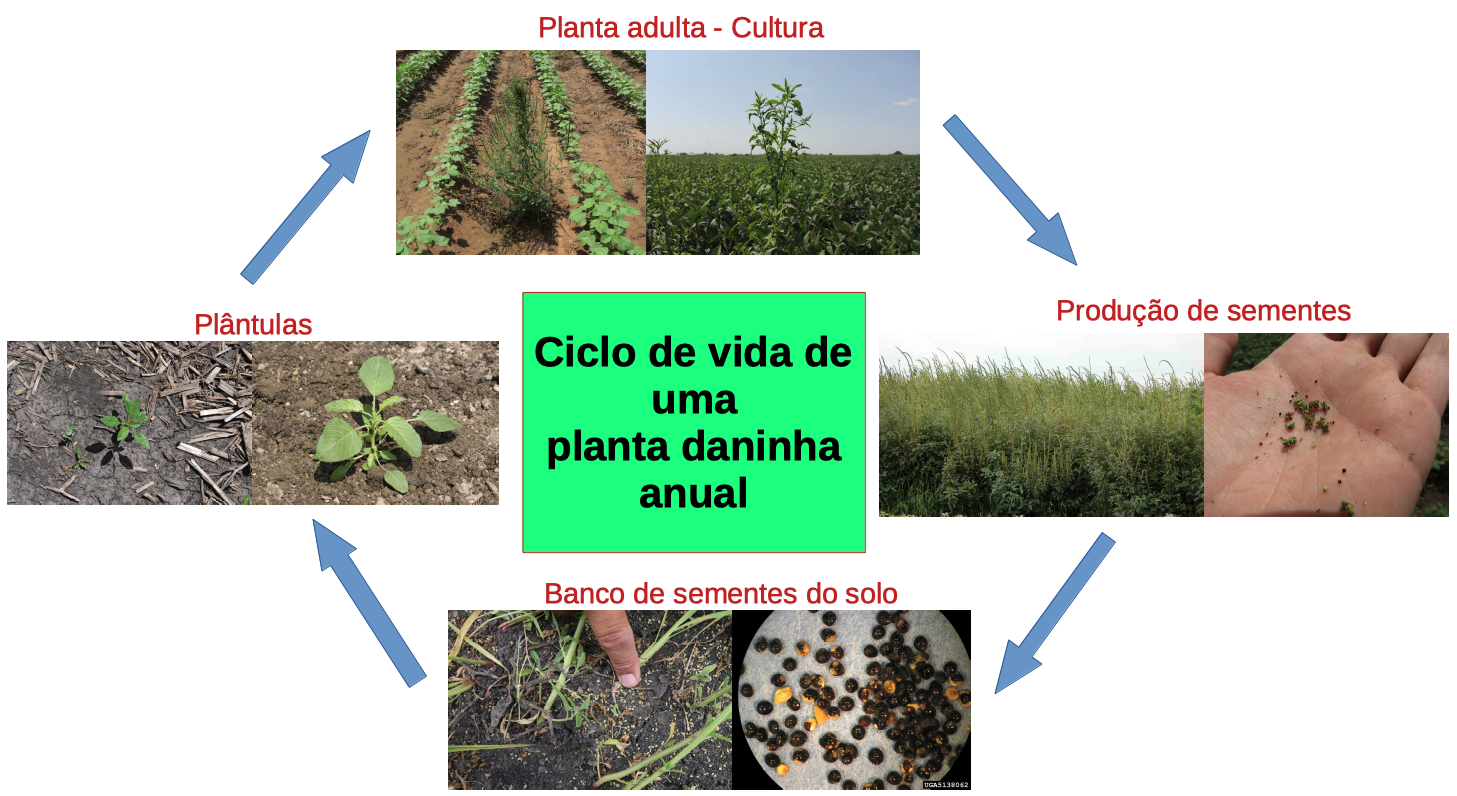 Planta adulta - Cultura
Plântulas
Produção de sementes
Ciclo de vida de
uma
planta daninha
anual
Banco de sementes do solo
UGA5138062